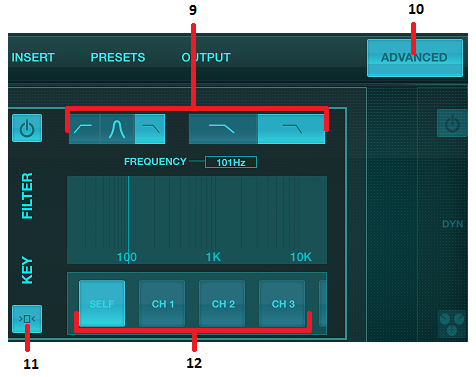 9
10
INSERT PRESETS OUTPUT ADVANCED
FREQUENCY 101Hz
FILTER
DYN
100 1K 10K
KEY
SELF CH 1 CH 2 CH 3
11
12